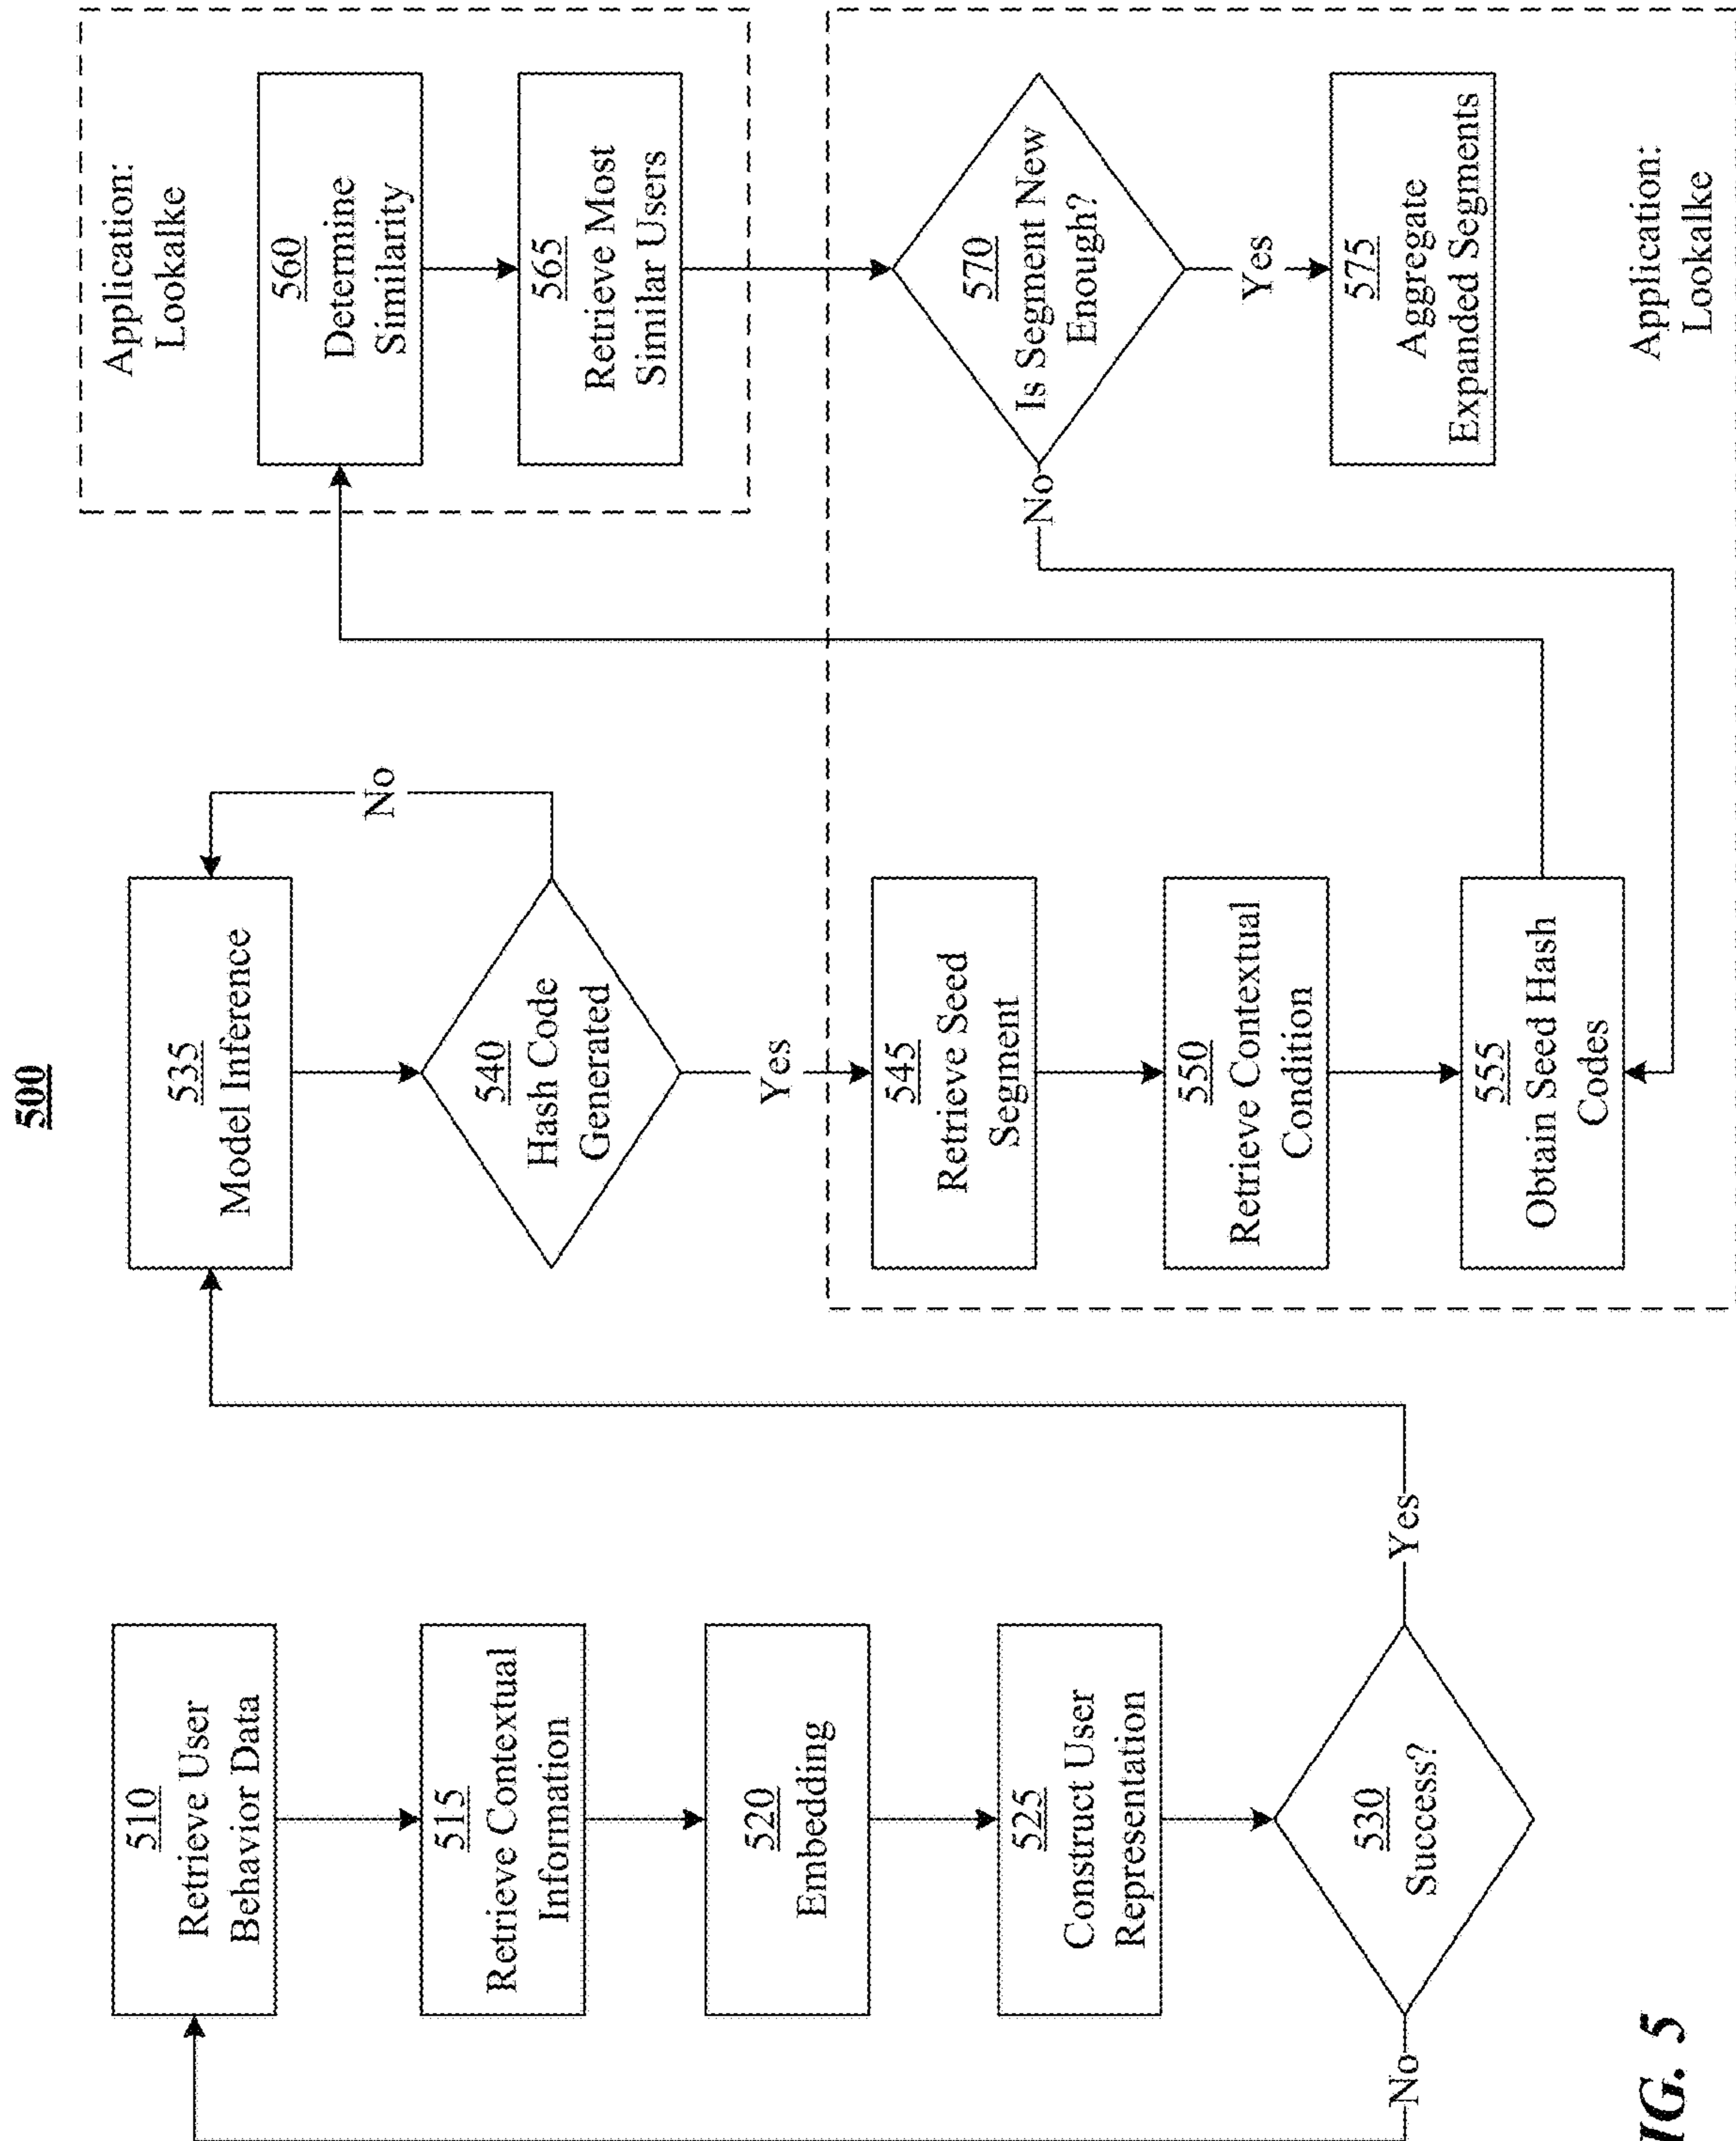 500
510
Retrieve User
Behavior Data
515
Retrieve Contextual
Information
520
Embedding
525
Construct User
Representation
530
Success?
No
Yes
535
Model Inference
540
Hash Code
Generated
No
Yes
545
Retrieve Seed
Segment
550
Retrieve Contextual
Condition
555
Obtain Seed Hash
Codes
Application:
Lookalke
560
Determine
Similarity
565
Retrieve Most
Similar Users
570
Is Segment New
Enough?
No
Yes
575
Aggregate
Expanded Segments
Application:
Lookalke
IG. 5